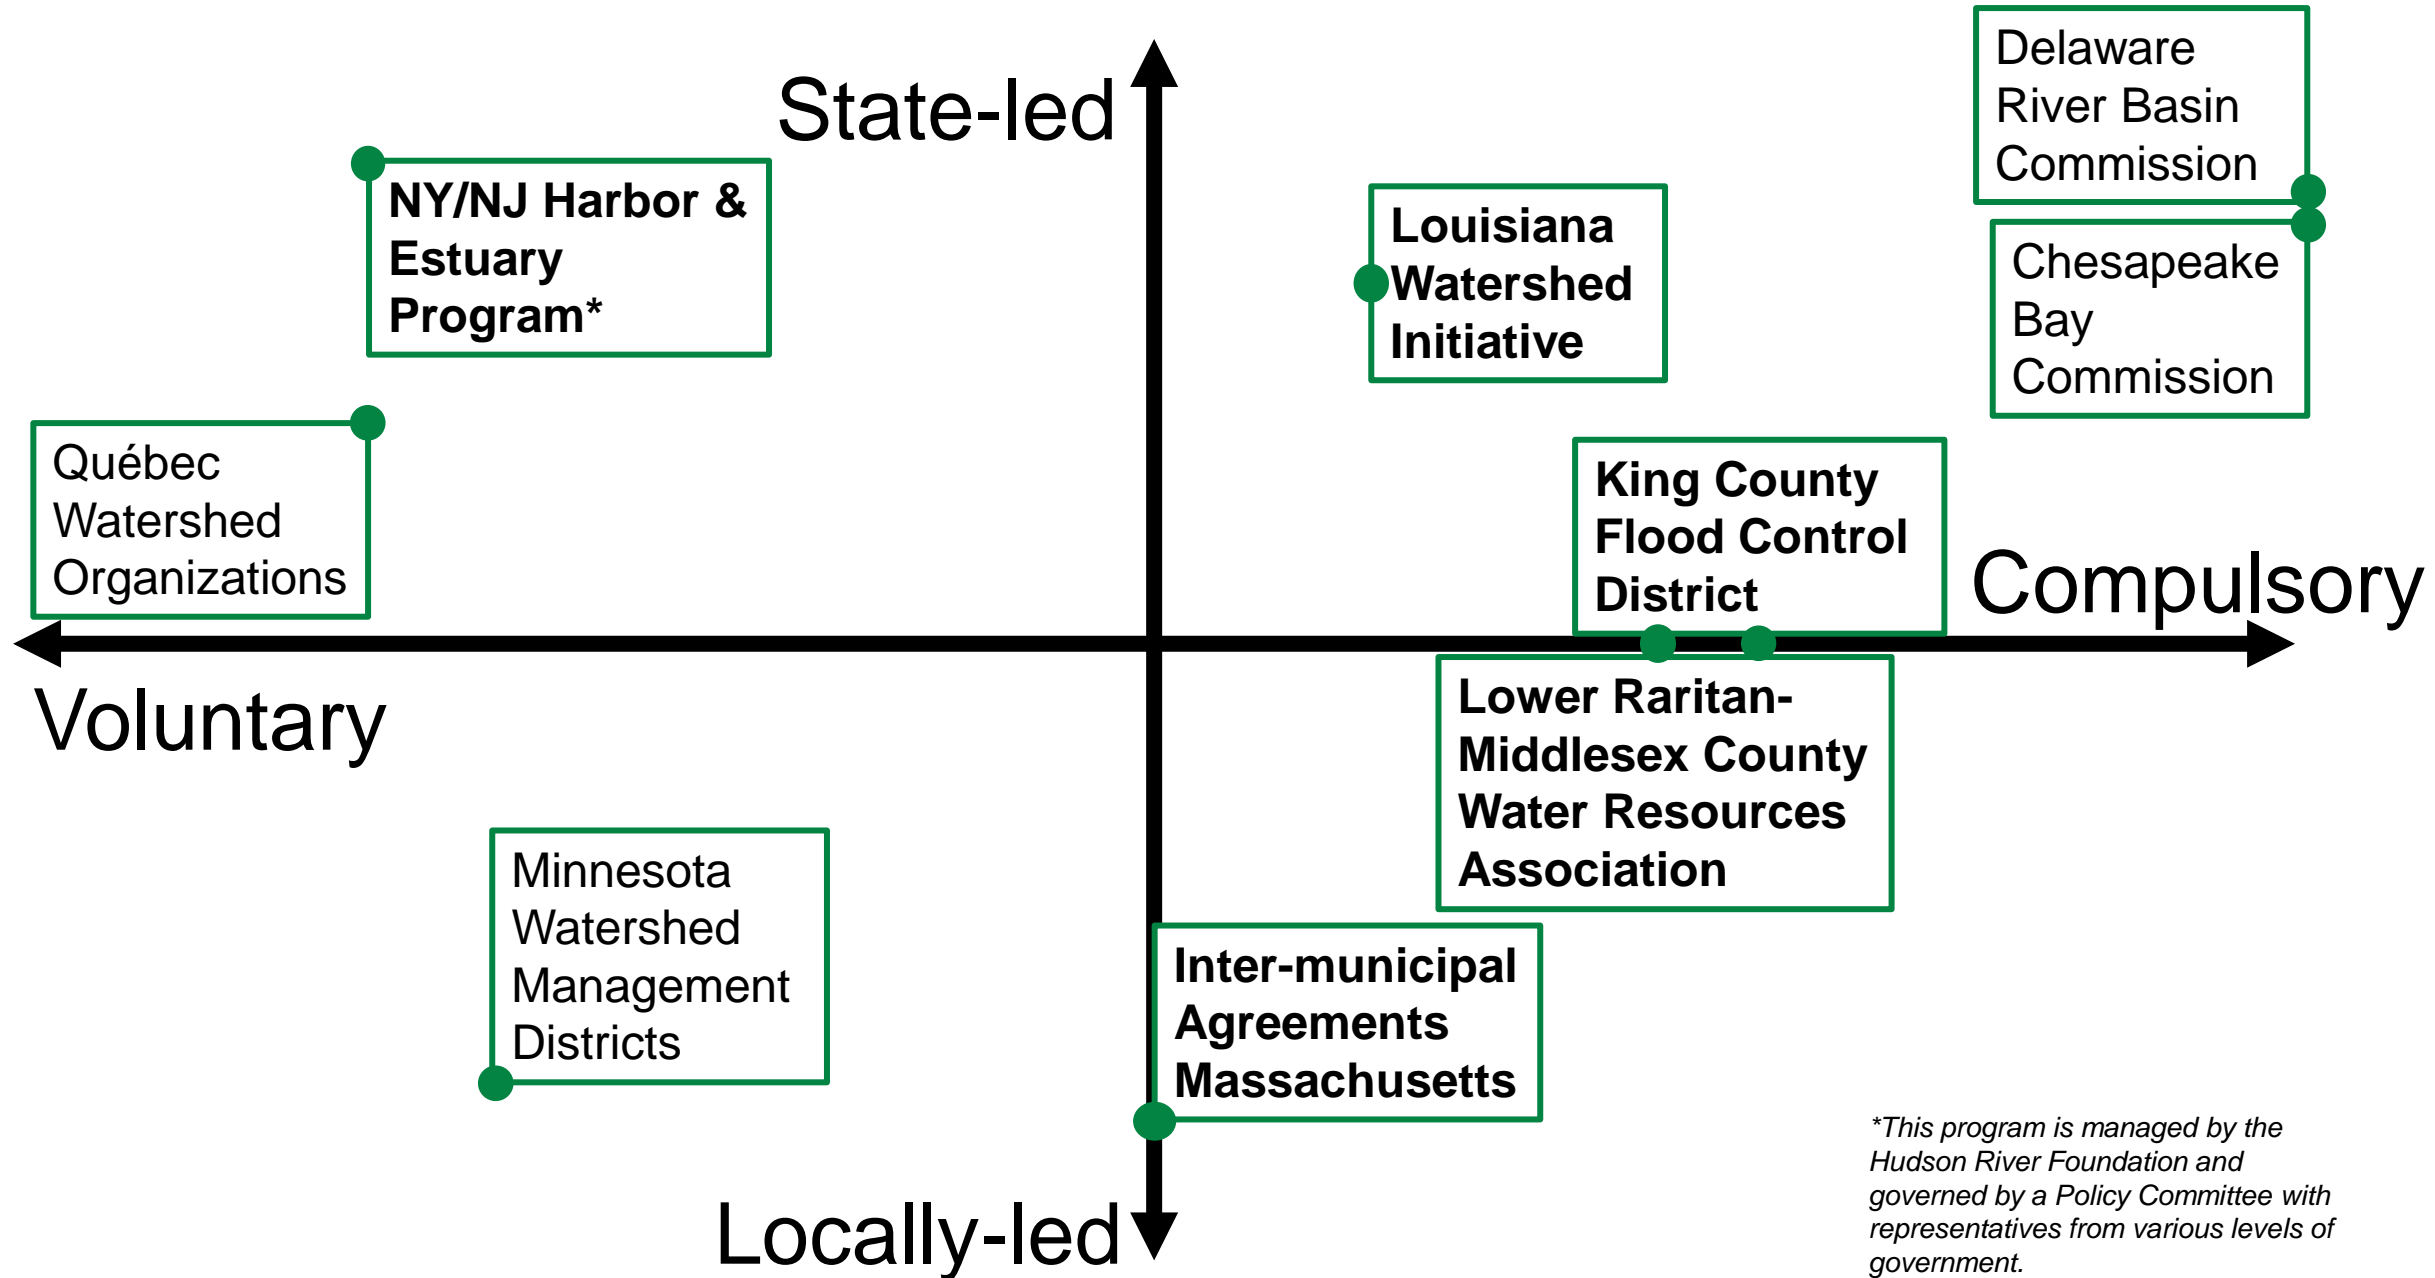 State-led
Delaware
River Basin
Commission
NY/NJ Harbor &
Estuary
Program*
Louisiana
Watershed
Initiative
Chesapeake
Bay
Commission
Québec
Watershed
Organizations
King County
Flood Control
District
Compulsory
Voluntary
Lower Raritan-
Middlesex County
Water Resources
Association
Minnesota
Watershed
Management
Districts
Inter-municipal
Agreements
Massachusetts
Locally-led
*This program is managed by the
Hudson River Foundation and
governed by a Policy Committee with
representatives from various levels of
government.